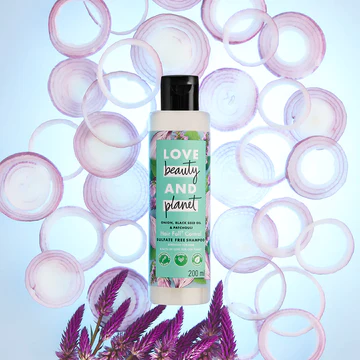 LOVE
beauty
AND
planet
ONION, BLACK SEED OIL
& PATCHOULI
Hair Fall Control
SULFATE FREE SHAMPOO
200 ml